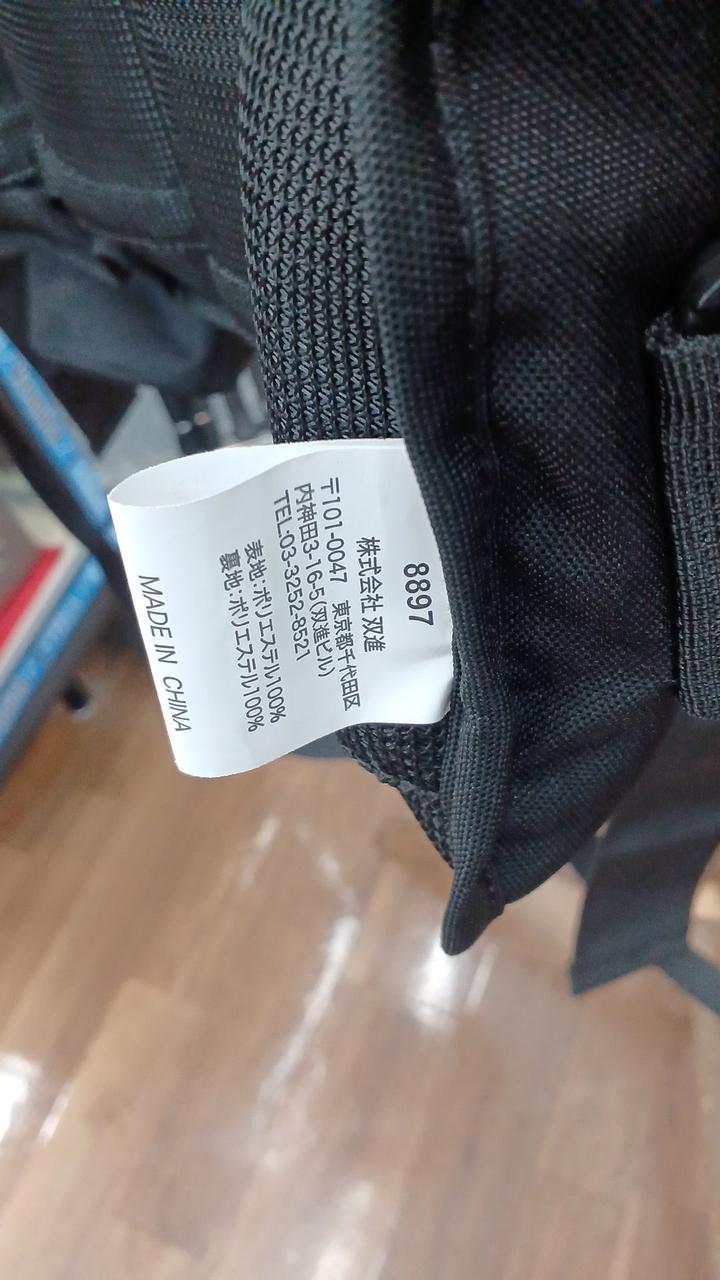 8897
株式会社 双進
〒101-0047 東京都千代田区
内神田3-16-5(双進ビル)
TEL・03-3252-8521
表地:ポリエステル100%
裏地:ポリエステル100%
MADE IN CHINA